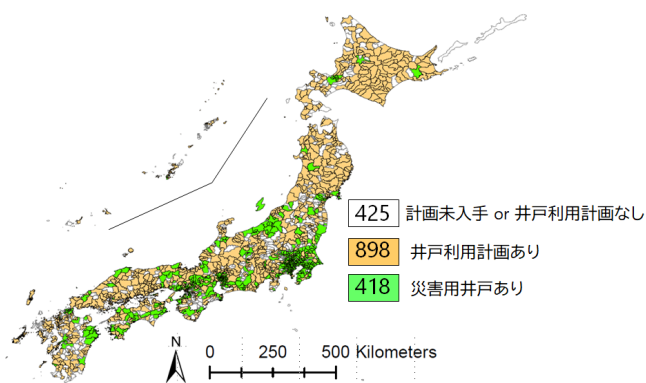 425 計画未入手 or 井戸利用計画なし
898 井戸利用計画あり
418 災害用井戸あり
N
0 250 500 Kilometers